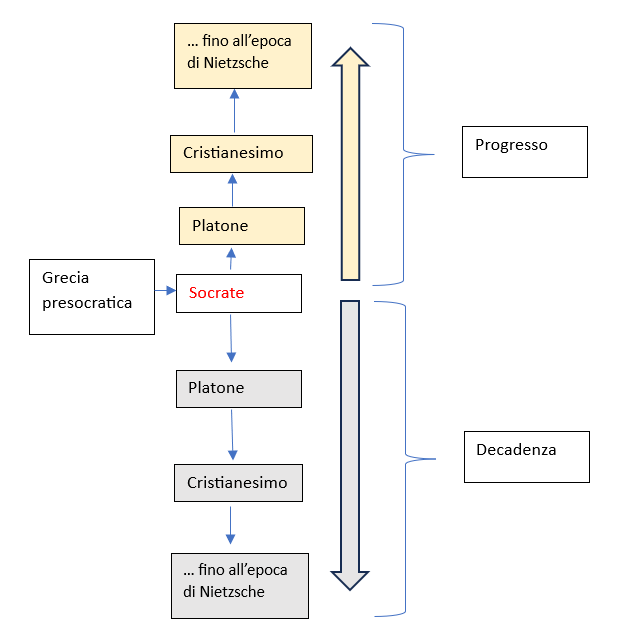 … fino all’epoca
di Nietzsche
Cristianesimo
Progresso
Platone
Grecia
presocratica
Socrate
Platone
Decadenza
Cristianesimo
… fino all’epoca
di Nietzsche